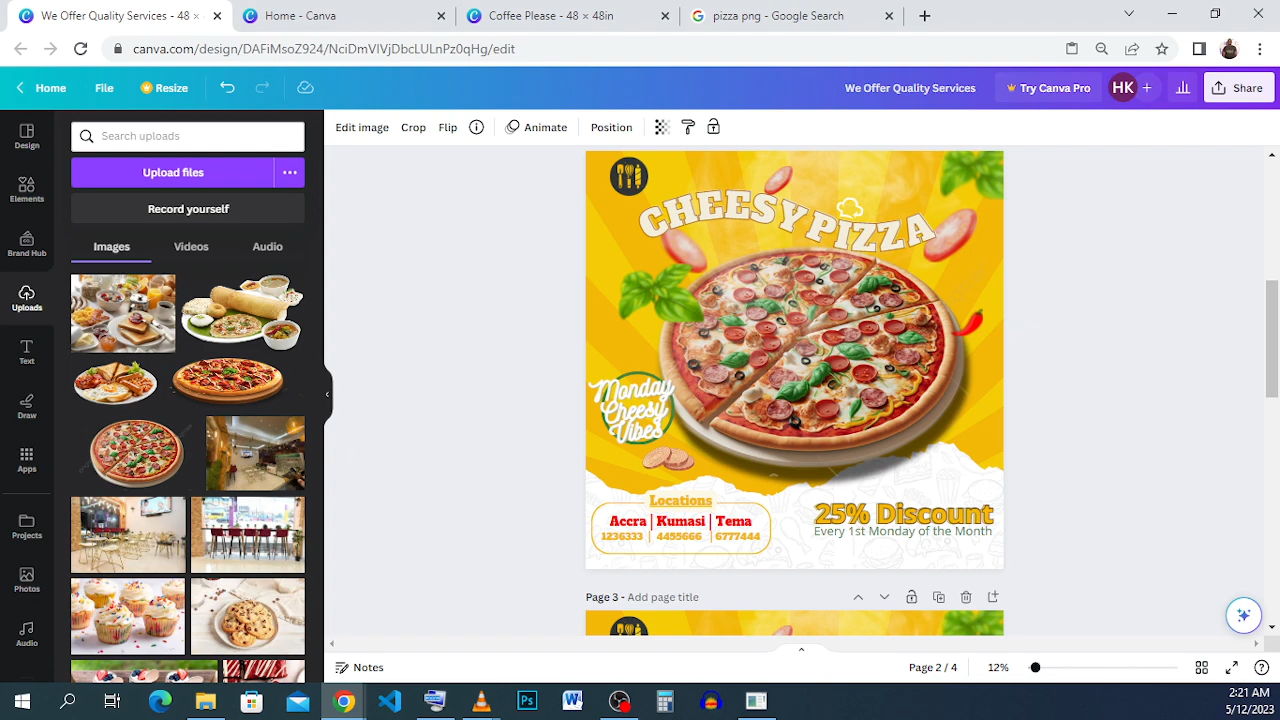 We Offer Quality Services - 48 ×
Home - Canva
Coffee Please - 48 × 48in
pizza png - Google Search
canva.com/design/DAFiMsoZ924/NciDmVIVjDbcLULnPz0qHg/edit
Home
File
Resize
We Offer Quality Services
Try Canva Pro
HK
+
Share
Search uploads
Edit image
Crop
Flip
Animate
Position
Upload files
Record yourself
Images
Videos
Audio
Design
Elements
Brand Hub
Uploads
Text
Draw
Apps
Projects
Photos
Audio
CHEESY PIZZA
Monday
Cheesy
Vibes
Locations
Accra | Kumasi | Tema
1236333 | 4455666 | 6777444
25% Discount
Every 1st Monday of the Month
Page 3 - Add page title
Notes
Page 2 / 4
12%
2:21 AM
5/12/2023